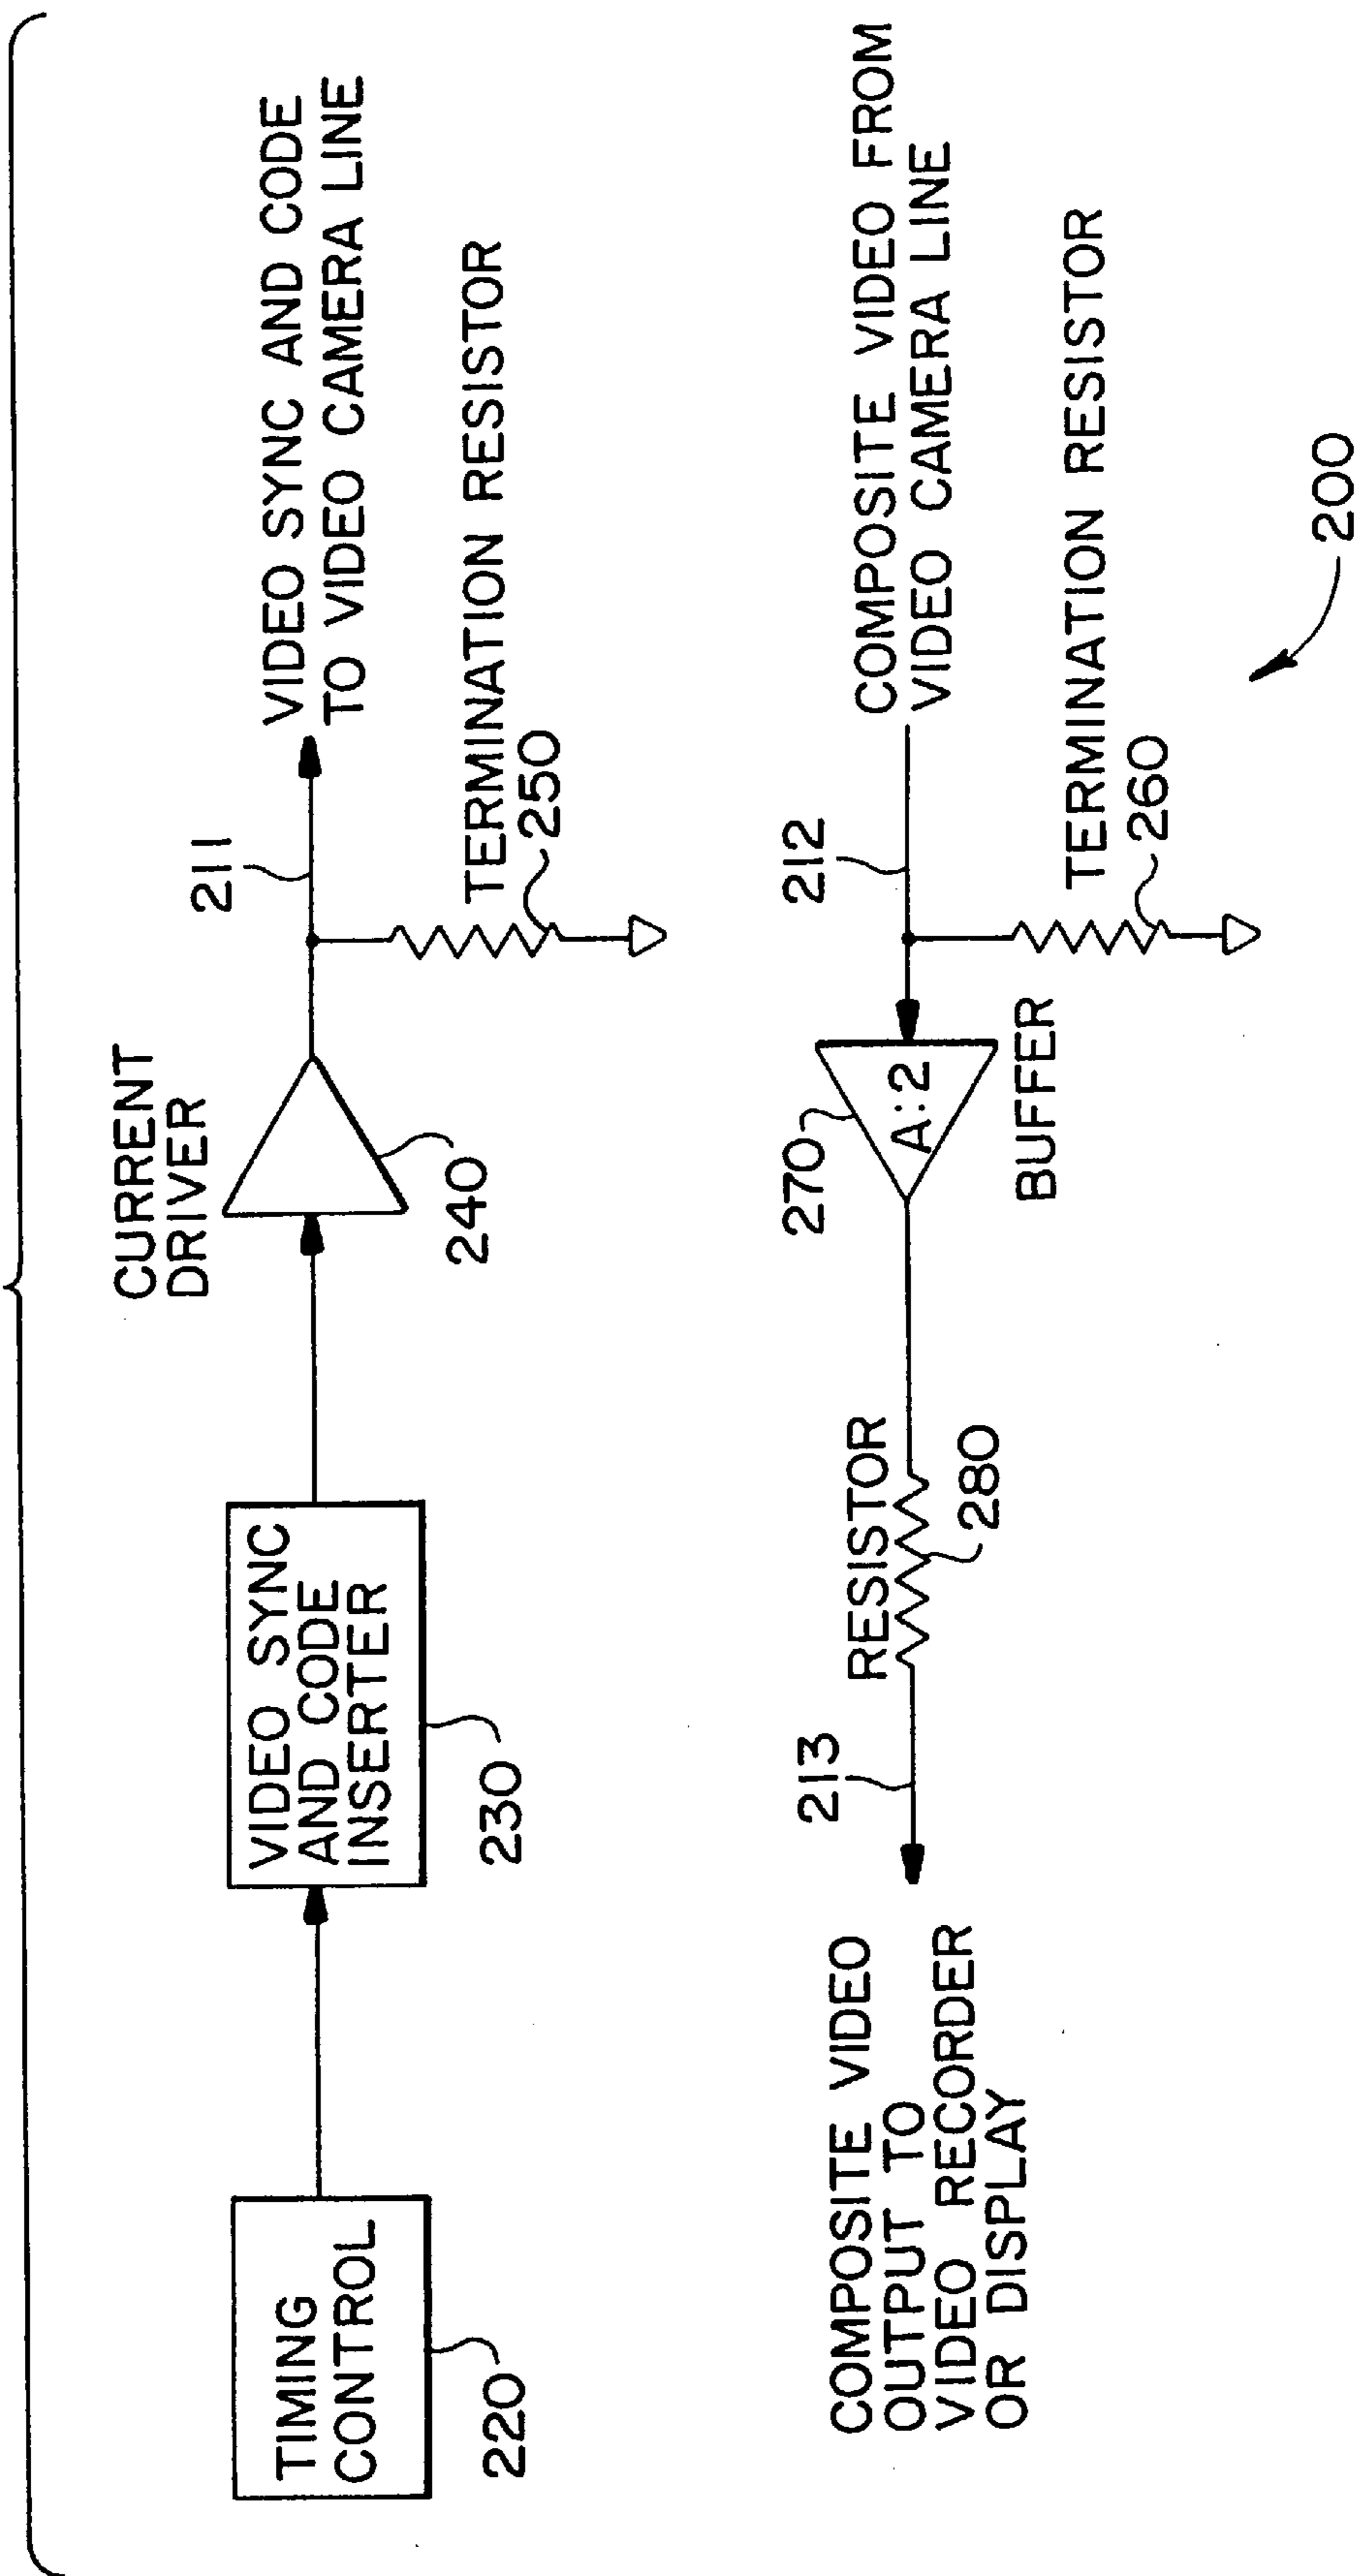 CURRENT
DRIVER
211
VIDEO SYNC AND CODE
TO VIDEO CAMERA LINE
TIMING
CONTROL
220
VIDEO SYNC
AND CODE
INSERTER
230
240
TERMINATION RESISTOR
250
COMPOSITE VIDEO
OUTPUT TO
VIDEO RECORDER
OR DISPLAY
213
RESISTOR
280
270
A:2
BUFFER
212
COMPOSITE VIDEO FROM
VIDEO CAMERA LINE
TERMINATION RESISTOR
260
200